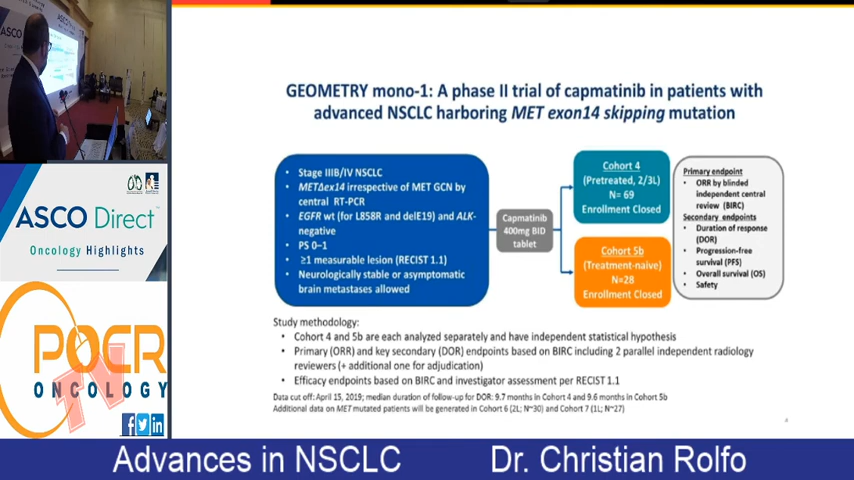 GEOMETRY mono-1: A phase II trial of capmatinib in patients with
advanced NSCLC harboring MET exon14 skipping mutation
• Stage IIIB/IV NSCLC
• METΔex14 irrespective of MET GCN by
central RT-PCR
• EGFR wt (for L858R and delE19) and ALK-
negative
• PS 0–1
• ≥1 measurable lesion (RECIST 1.1)
• Neurologically stable or asymptomatic
brain metastases allowed
Capmatinib
400mg BID
tablet
Cohort 4
(Pretreated, 2/3L)
N= 69
Enrollment Closed
Cohort 5b
(Treatment-naive)
N=28
Enrollment Closed
Primary endpoint
• ORR by blinded
independent central
review (BIRC)
Secondary endpoints
• Duration of response
(DOR)
• Progression-free
survival (PFS)
• Overall survival (OS)
• Safety
Study methodology:
• Cohort 4 and 5b are each analyzed separately and have independent statistical hypothesis
• Primary (ORR) and key secondary (DOR) endpoints based on BIRC including 2 parallel independent radiology
reviewers (+ additional one for adjudication)
• Efficacy endpoints based on BIRC and investigator assessment per RECIST 1.1
Data cut off: April 15, 2019; median duration of follow-up for DOR: 9.7 months in Cohort 4 and 9.6 months in Cohort 5b
Additional data on MET mutated patients will be generated in Cohort 6 (2L; N~30) and Cohort 7 (1L; N~27)
4
ASCO Direct™
Oncology Highlights
POER
ONCOLOGY
Advances in NSCLC
Dr. Christian Rolfo